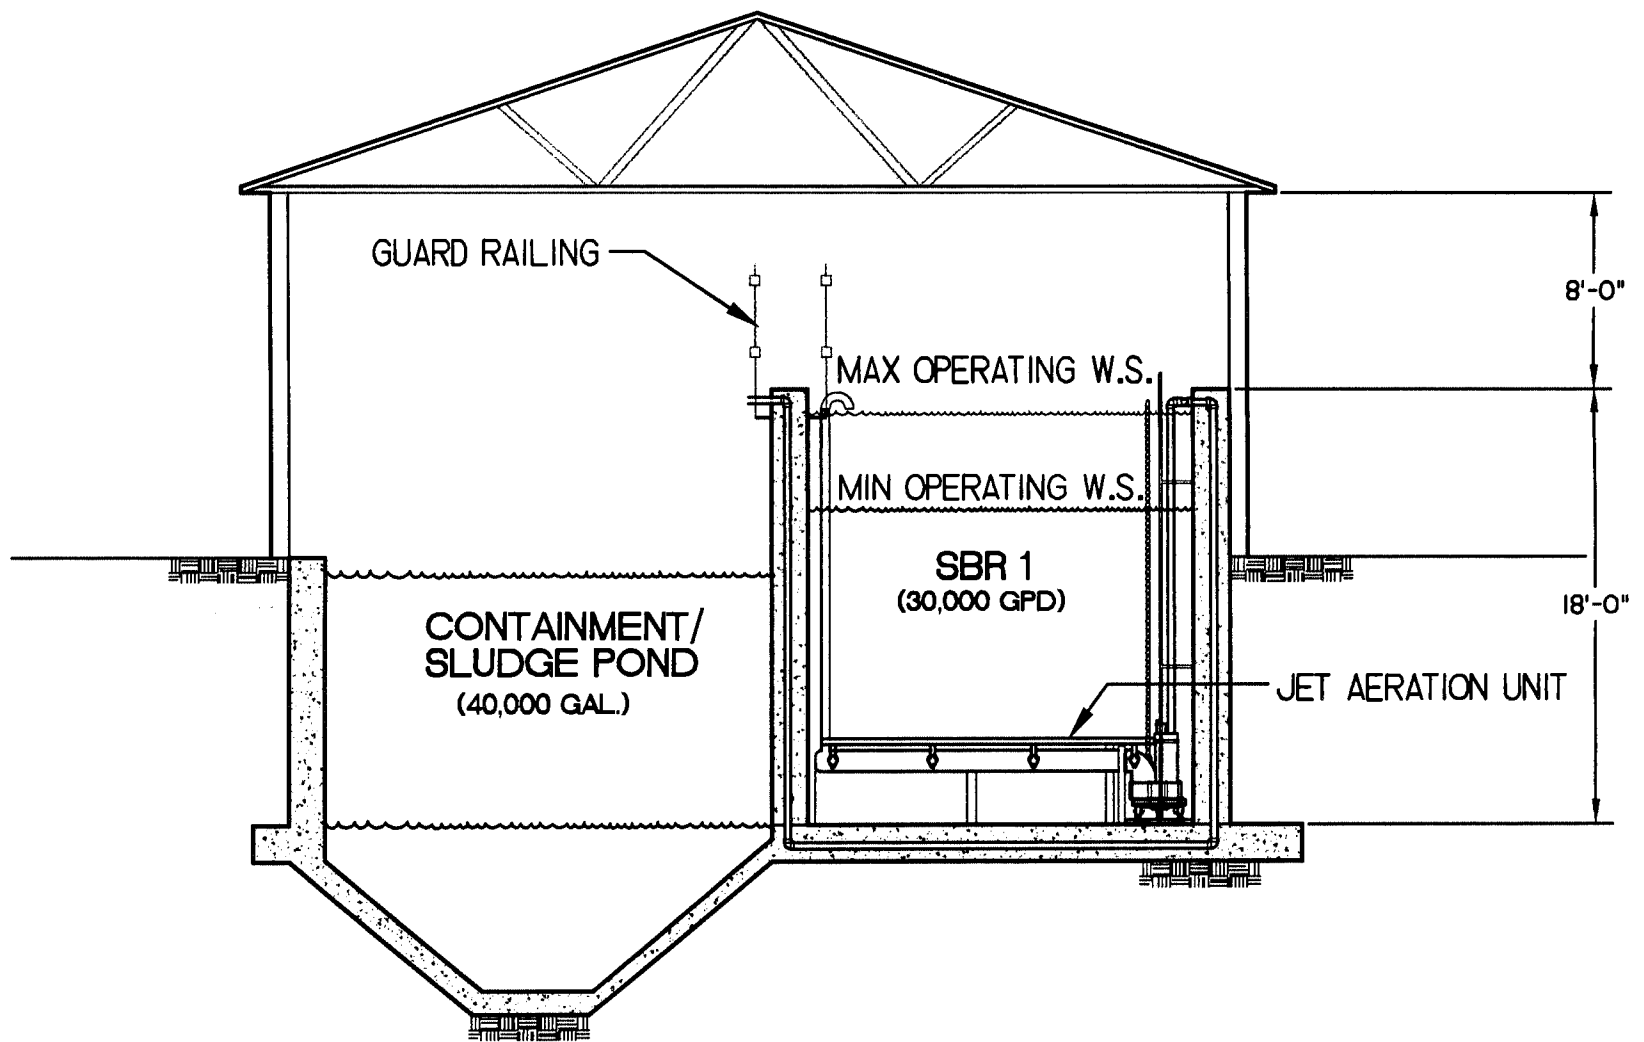 GUARD RAILING
8'-0"
MAX OPERATING W.S.
MIN OPERATING W.S.
SBR 1
(30,000 GPD)
18'-0"
CONTAINMENT/
SLUDGE POND
(40,000 GAL.)
JET AERATION UNIT